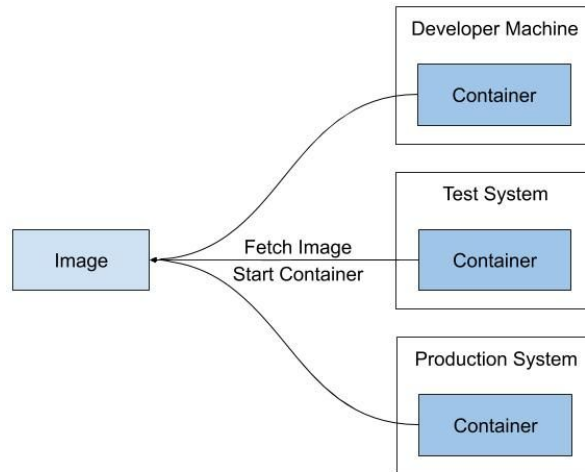 Developer Machine
Container
Test System
Fetch Image
Image
Container
Start Container
Production System
Container